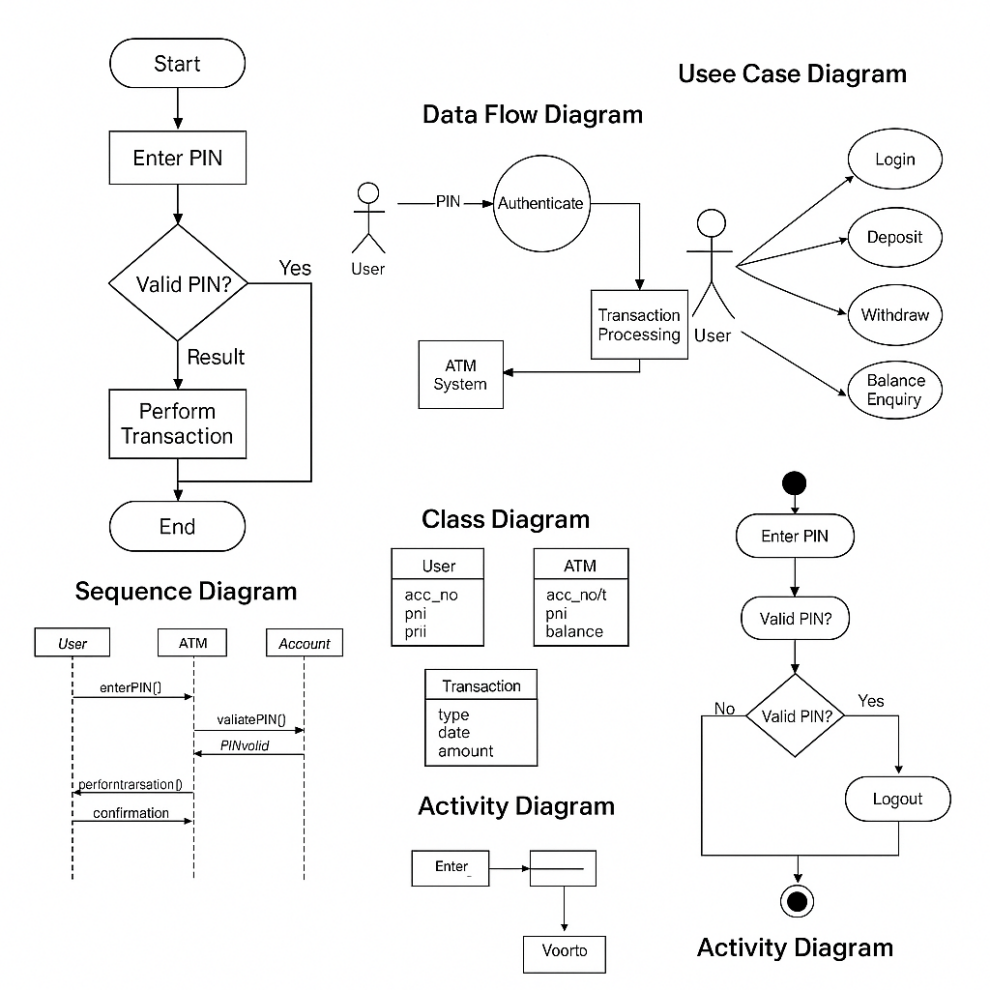 Start
Enter PIN
Valid PIN?
Yes
Result
Perform
Transaction
End
Data Flow Diagram
User
PIN
Authenticate
Transaction
Processing
ATM
System
Usee Case Diagram
User
Login
Deposit
Withdraw
Balance
Enquiry
Sequence Diagram
User
ATM
Account
enterPIN()
valiatePIN()
PINvolid
perforntrarsation()
confirmation
Class Diagram
User
acc_no
pni
prii
ATM
acc_no/t
pni
balance
Transaction
type
date
amount
Activity Diagram
Enter_
Voorto
Enter PIN
Valid PIN?
Valid PIN?
No
Yes
Logout
Activity Diagram